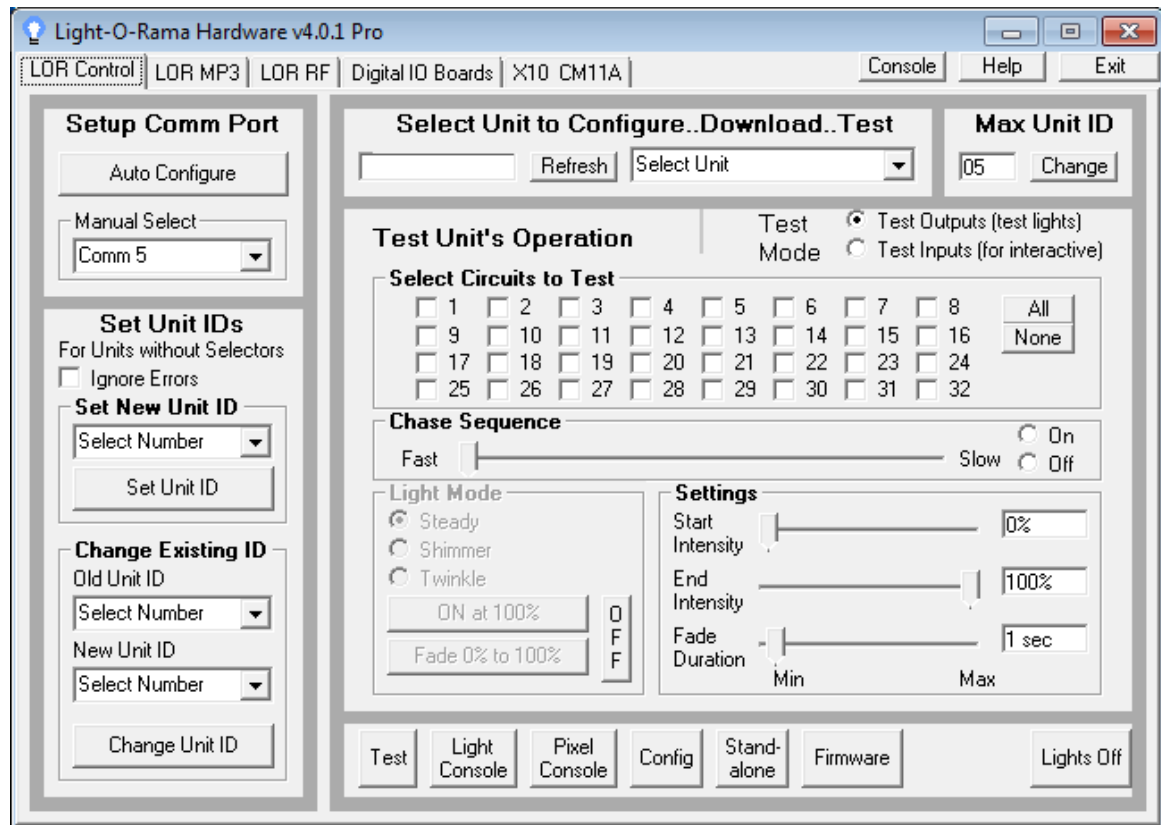 Light-O-Rama Hardware v4.0.1 Pro
LOR Control LOR MP3 LOR RF Digital IO Boards X10 CM11A Console Help Exit
Setup Comm Port
Auto Configure
Manual Select
Comm 5
Set Unit IDs
For Units without Selectors
Ignore Errors
Set New Unit ID
Select Number
Set Unit ID
Change Existing ID
Old Unit ID
Select Number
New Unit ID
Select Number
Change Unit ID
Select Unit to Configure..Download..Test
Refresh Select Unit
Max Unit ID
05 Change
Test Unit's Operation
Test
Mode
Test Outputs (test lights)
Test Inputs (for interactive)
Select Circuits to Test
1 2 3 4 5 6 7 8 All
9 10 11 12 13 14 15 16 None
17 18 19 20 21 22 23 24
25 26 27 28 29 30 31 32
Chase Sequence
Fast Slow
On
Off
Light Mode
Steady
Shimmer
Twinkle
ON at 100%
Fade 0% to 100%
O
F
F
Settings
Start
Intensity
0%
End
Intensity
100%
Fade
Duration
1 sec
Min Max
Test
Light
Console
Pixel
Console
Config
Stand-
alone
Firmware
Lights Off